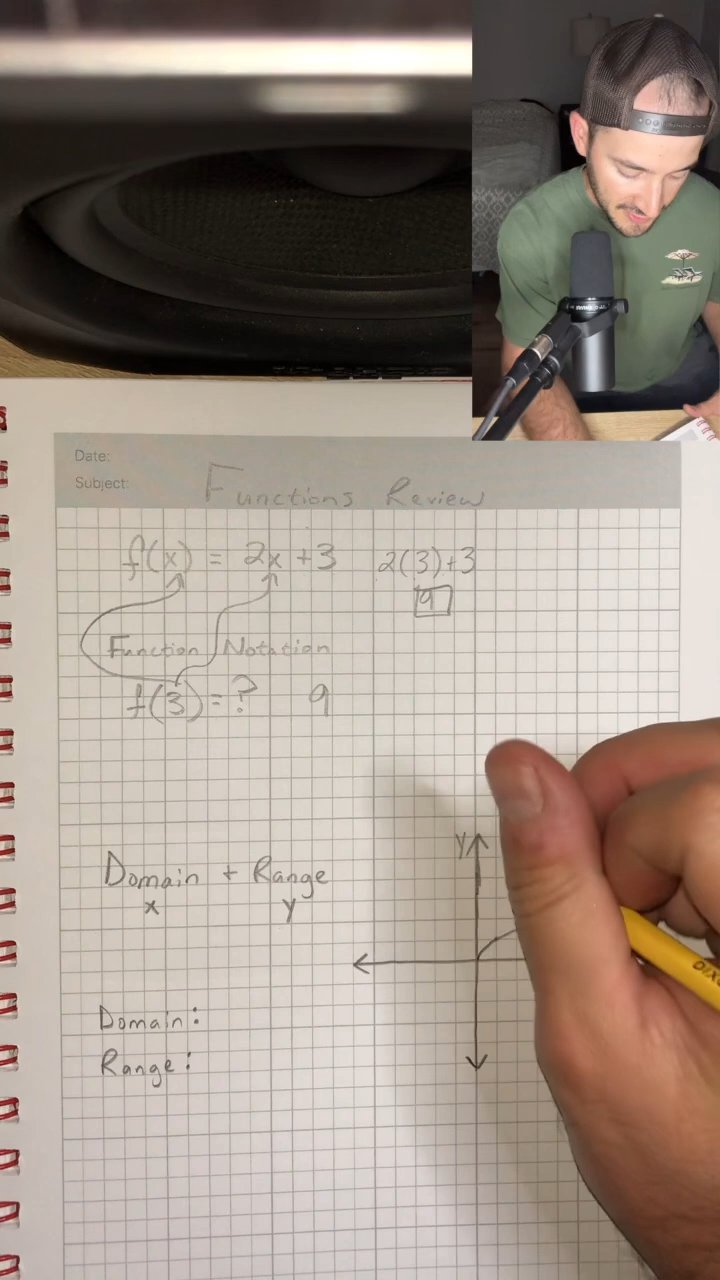 Date:
Subject:
Functions Review
f(x) = 2x + 3 2(3)+3
9
Function Notation
f(3) = ? 9
Domain + Range
x y
y
Domain:
Range: